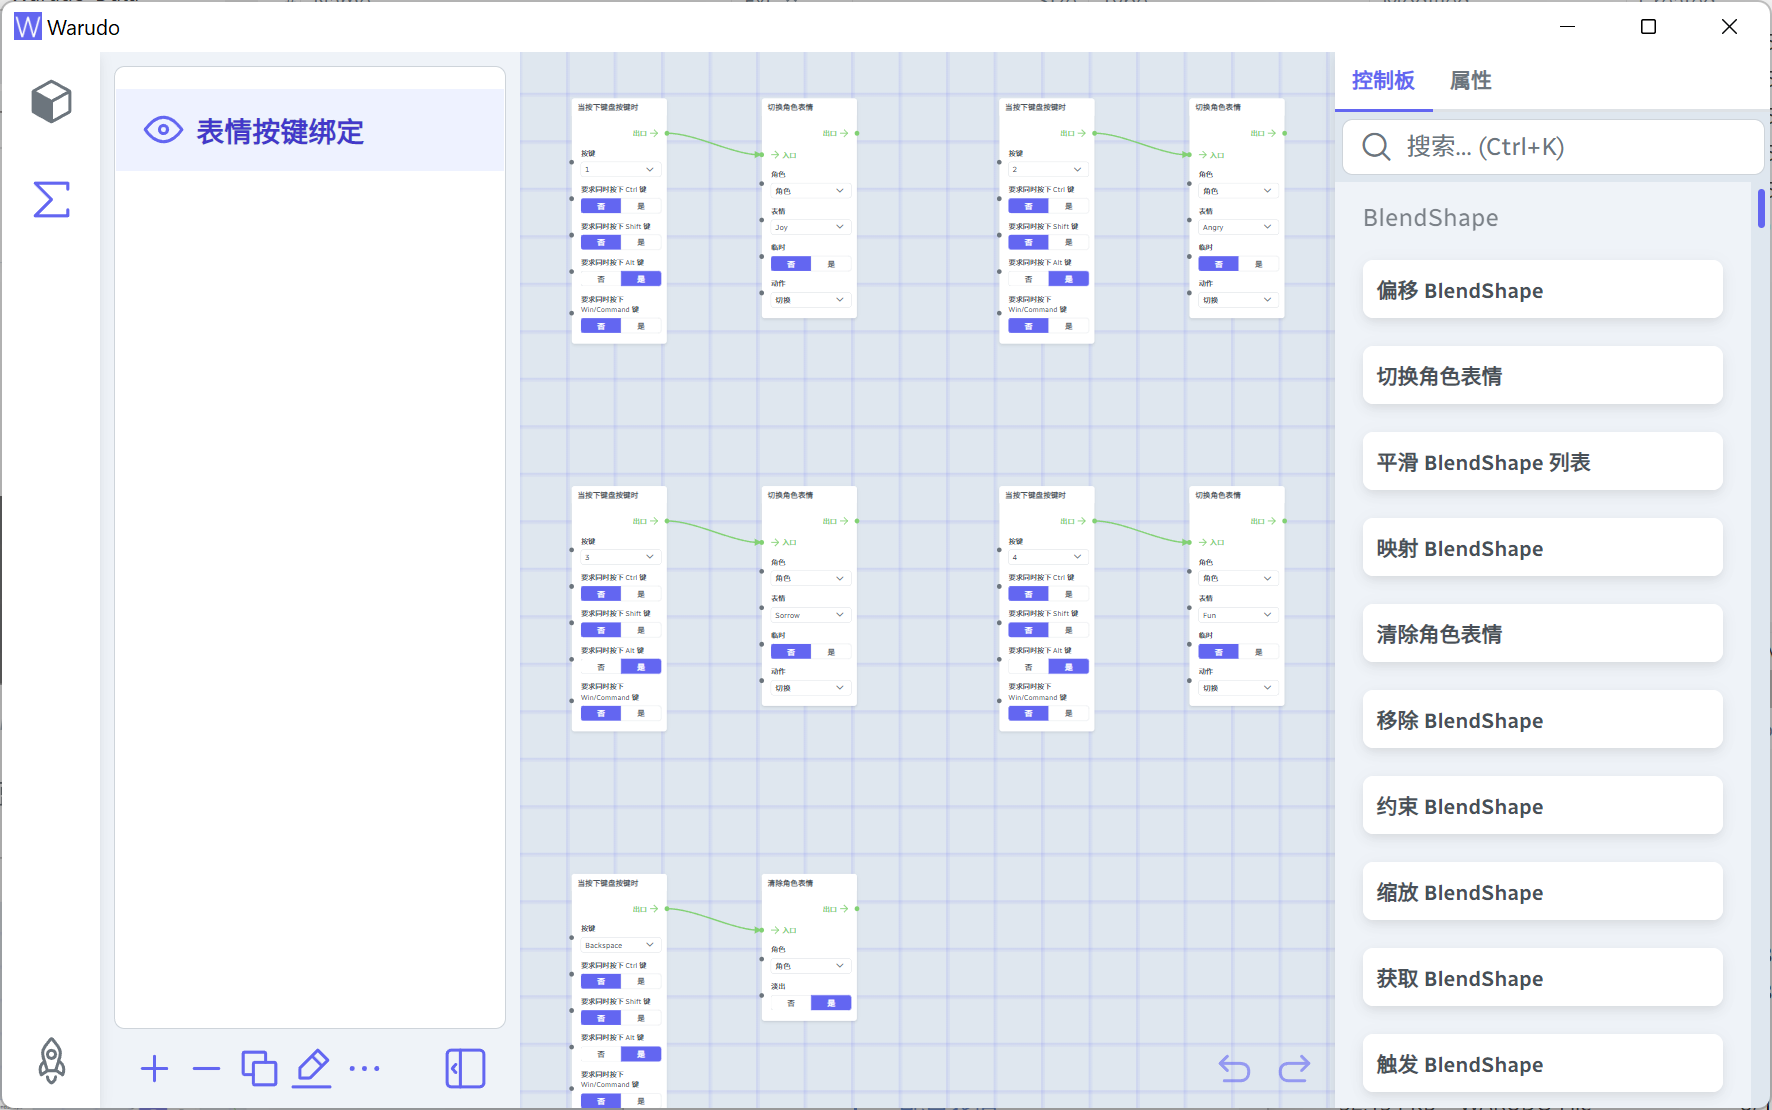 Warudo
表情按键绑定
当按下键盘按键时
出口
按键
1
要求同时按下 Ctrl 键
否 是
要求同时按下 Shift 键
否 是
要求同时按下 Alt 键
否 是
要求同时按下
Win/Command 键
否 是
切换角色表情
出口
入口
角色
角色
表情
Joy
临时
否 是
动作
切换
当按下键盘按键时
出口
按键
2
要求同时按下 Ctrl 键
否 是
要求同时按下 Shift 键
否 是
要求同时按下 Alt 键
否 是
要求同时按下
Win/Command 键
否 是
切换角色表情
出口
入口
角色
角色
表情
Angry
临时
否 是
动作
切换
当按下键盘按键时
出口
按键
3
要求同时按下 Ctrl 键
否 是
要求同时按下 Shift 键
否 是
要求同时按下 Alt 键
否 是
要求同时按下
Win/Command 键
否 是
切换角色表情
出口
入口
角色
角色
表情
Sorrow
临时
否 是
动作
切换
当按下键盘按键时
出口
按键
4
要求同时按下 Ctrl 键
否 是
要求同时按下 Shift 键
否 是
要求同时按下 Alt 键
否 是
要求同时按下
Win/Command 键
否 是
切换角色表情
出口
入口
角色
角色
表情
Fun
临时
否 是
动作
切换
当按下键盘按键时
出口
按键
Backspace
要求同时按下 Ctrl 键
否 是
要求同时按下 Shift 键
否 是
要求同时按下 Alt 键
否 是
要求同时按下
Win/Command 键
否 是
清除角色表情
出口
入口
角色
角色
淡出
否 是
控制板 属性
搜索... (Ctrl+K)
BlendShape
偏移 BlendShape
切换角色表情
平滑 BlendShape 列表
映射 BlendShape
清除角色表情
移除 BlendShape
约束 BlendShape
缩放 BlendShape
获取 BlendShape
触发 BlendShape